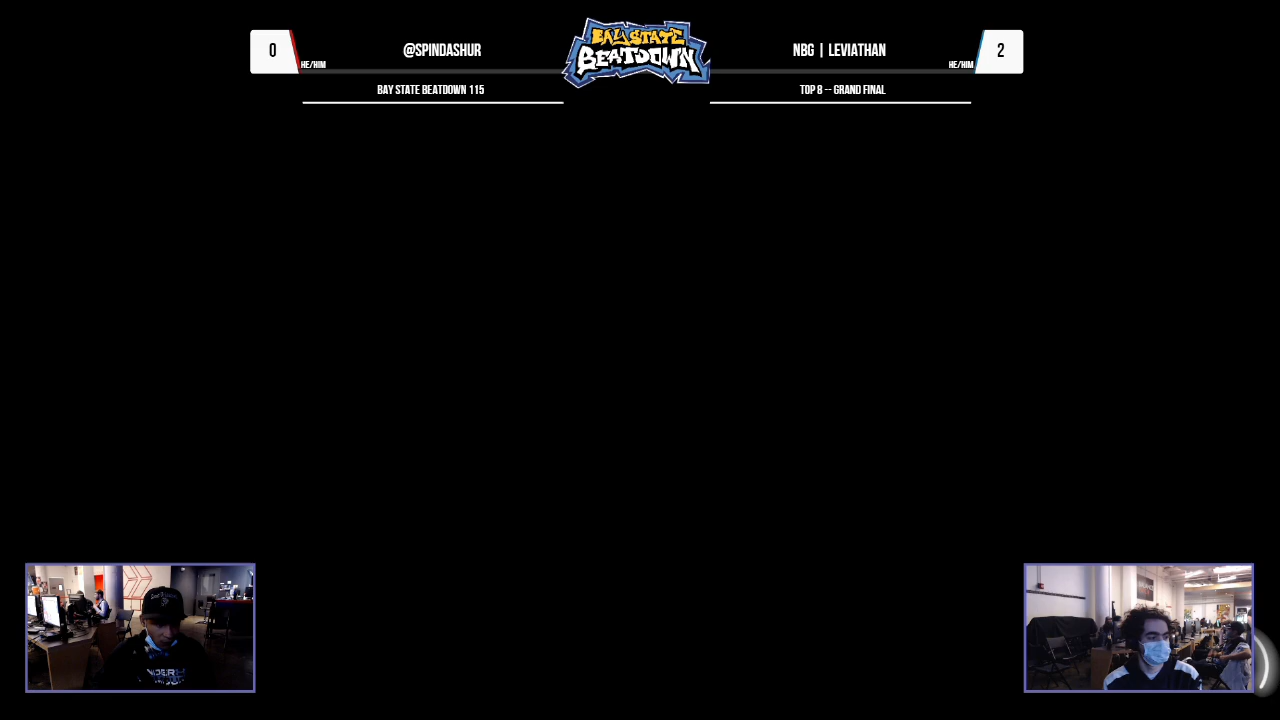 0
@SPINDASHUR
HE/HIM
BAY STATE
BEATDOWN
NBG | LEVIATHAN
HE/HIM
2
BAY STATE BEATDOWN 115
TOP 8 -- GRAND FINAL